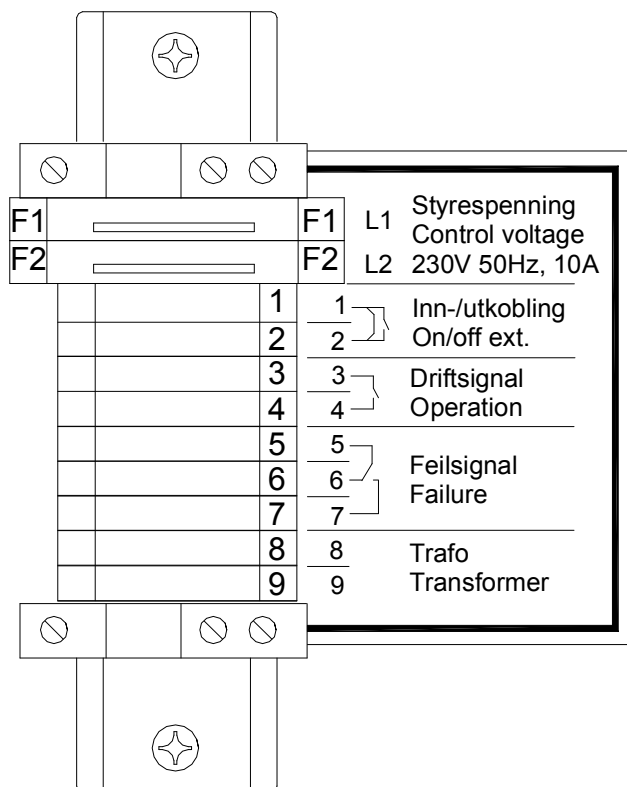 F1 F1 L1 Styrespenning
Control voltage
F2 F2 L2 230V 50Hz, 10A
1 1 Inn-/utkobling
2 2 On/off ext.
3 3 Driftsignal
4 4 Operation
5 5
6 6 Feilsignal
Failure
7 7
8 8 Trafo
9 9 Transformer